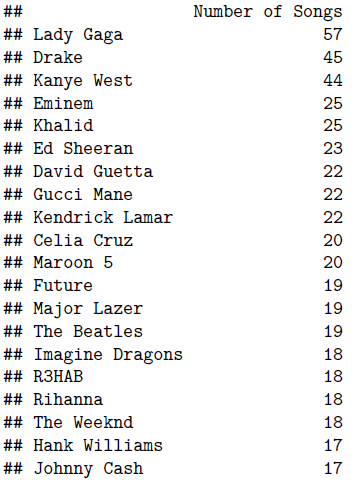 ## Number of Songs
## Lady Gaga 57
## Drake 45
## Kanye West 44
## Eminem 25
## Khalid 25
## Ed Sheeran 23
## David Guetta 22
## Gucci Mane 22
## Kendrick Lamar 22
## Celia Cruz 20
## Maroon 5 20
## Future 19
## Major Lazer 19
## The Beatles 19
## Imagine Dragons 18
## R3HAB 18
## Rihanna 18
## The Weeknd 18
## Hank Williams 17
## Johnny Cash 17